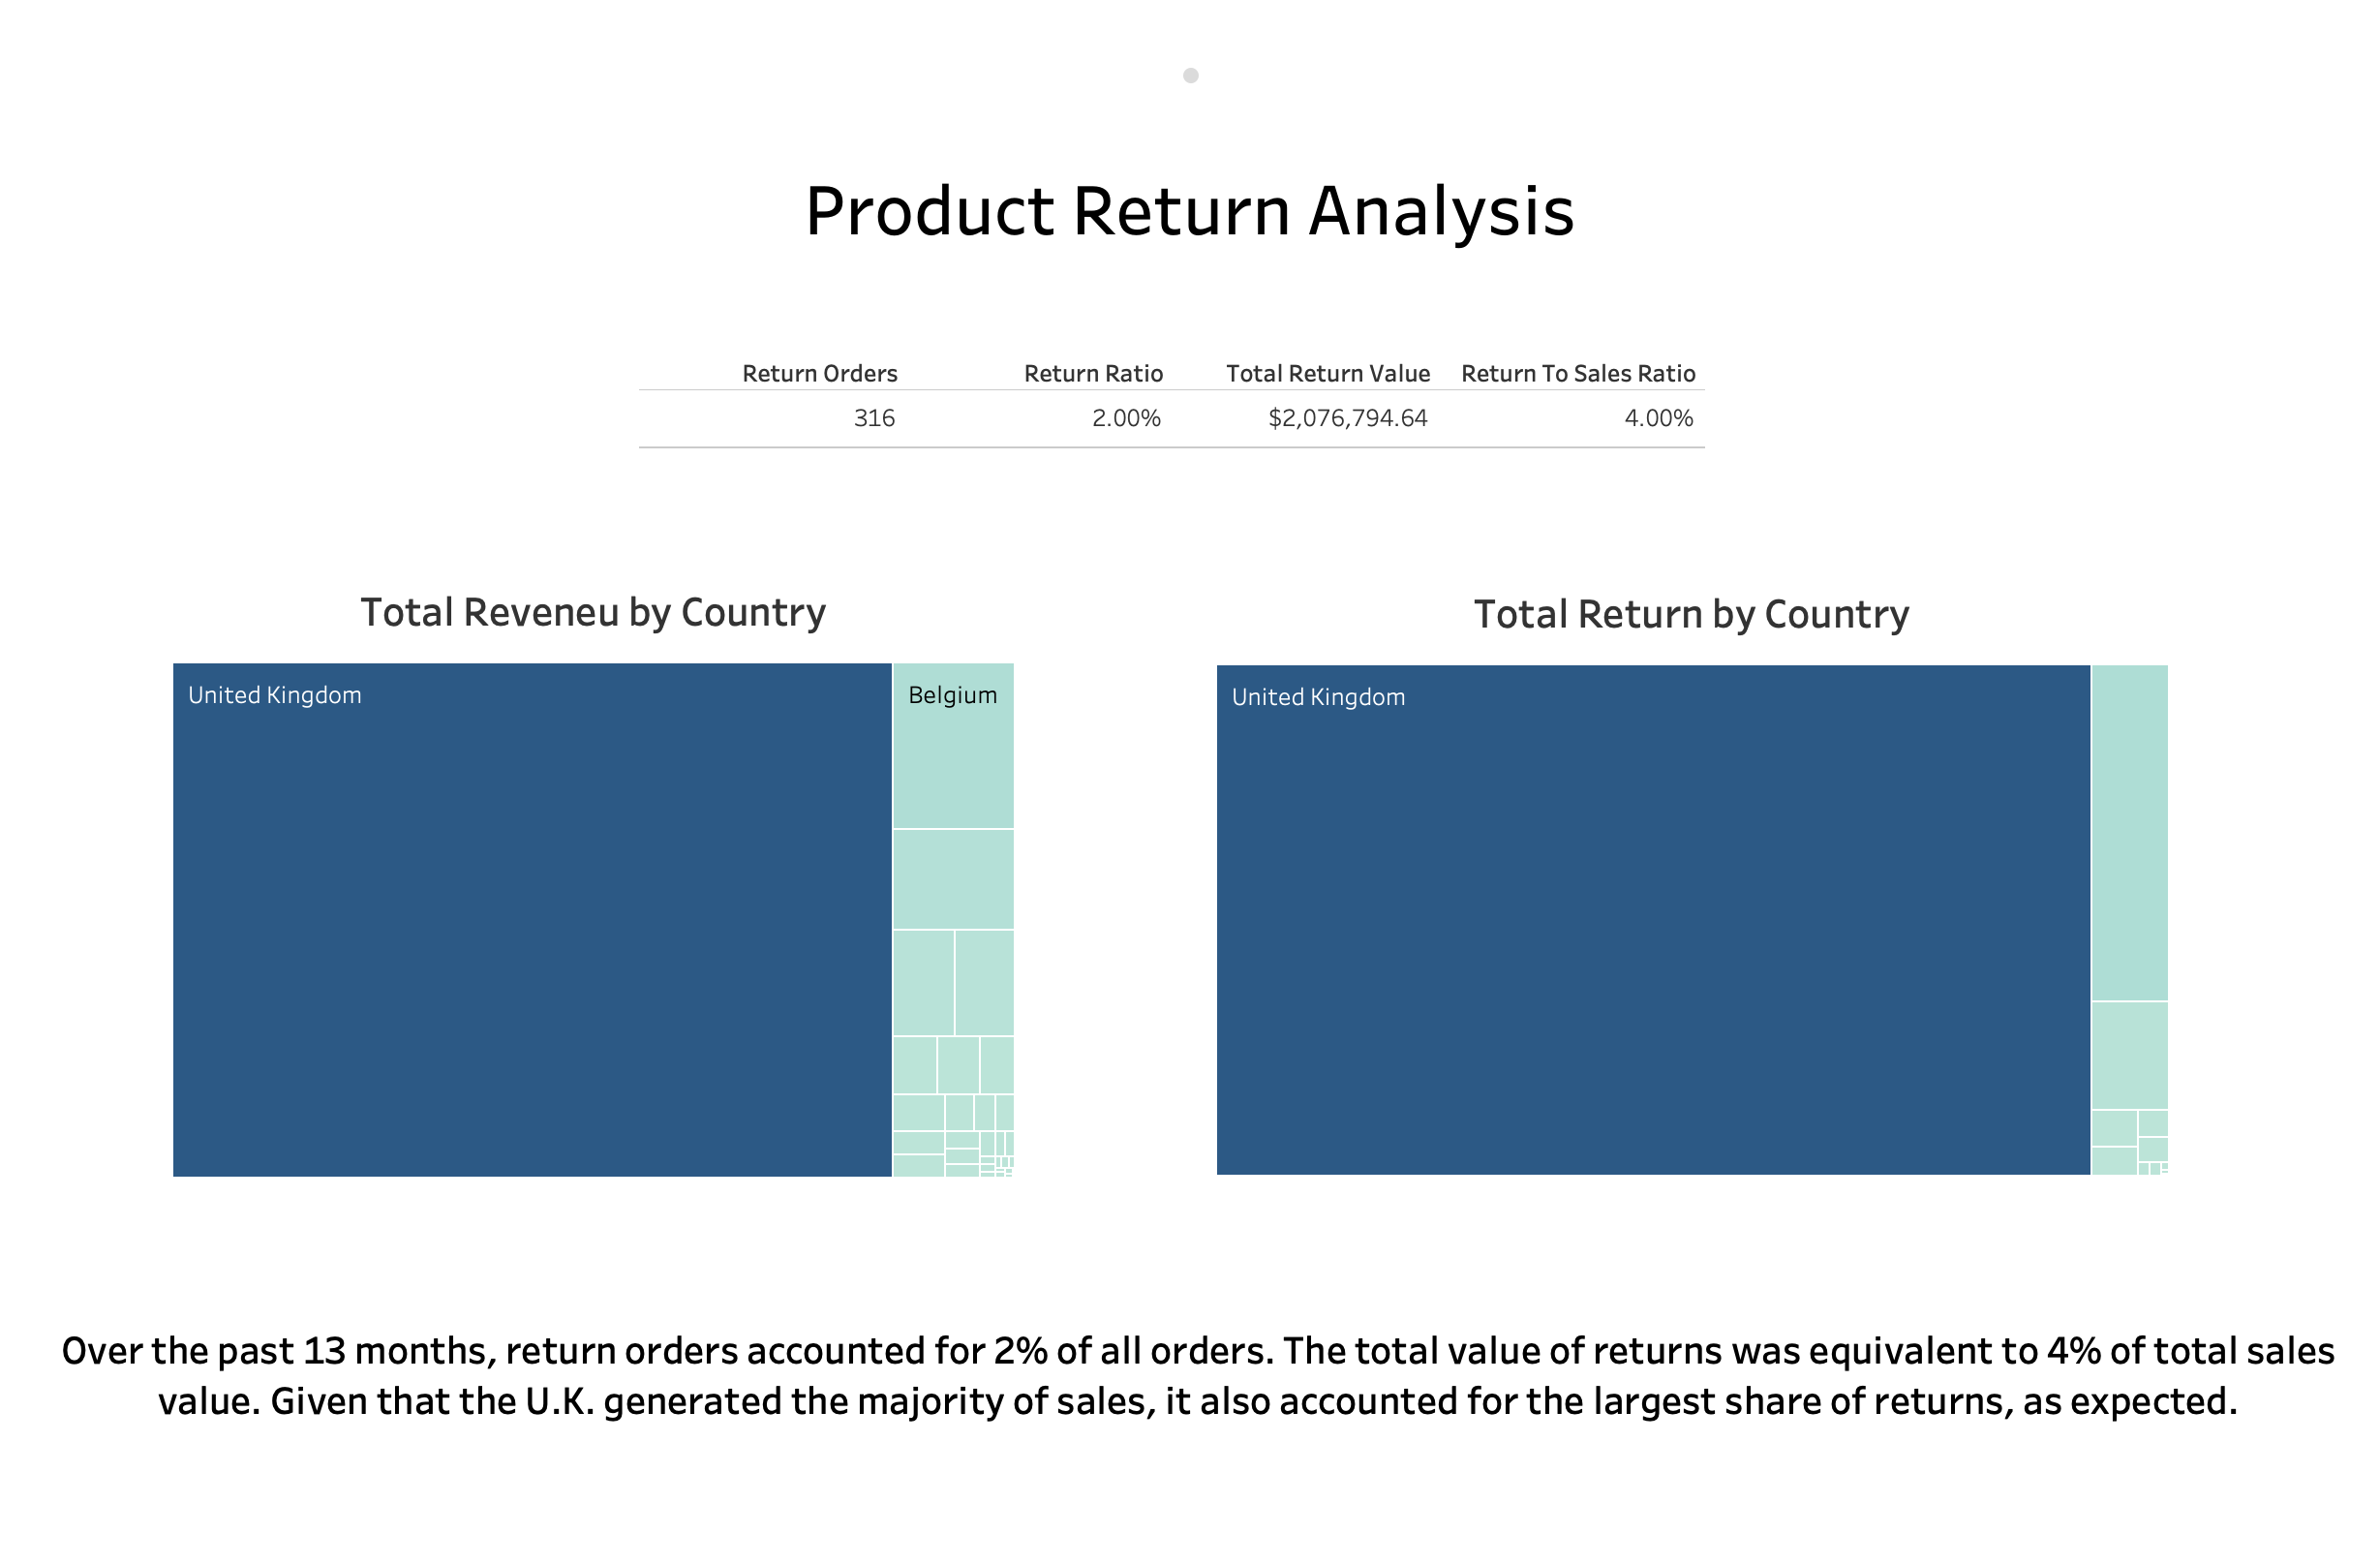 Product Return Analysis
Return Orders Return Ratio Total Return Value Return To Sales Ratio
316 2.00% $2,076,794.64 4.00%
Total Reveneu by Country
Total Return by Country
United Kingdom
Belgium
United Kingdom
Over the past 13 months, return orders accounted for 2% of all orders. The total value of returns was equivalent to 4% of total sales
value. Given that the U.K. generated the majority of sales, it also accounted for the largest share of returns, as expected.